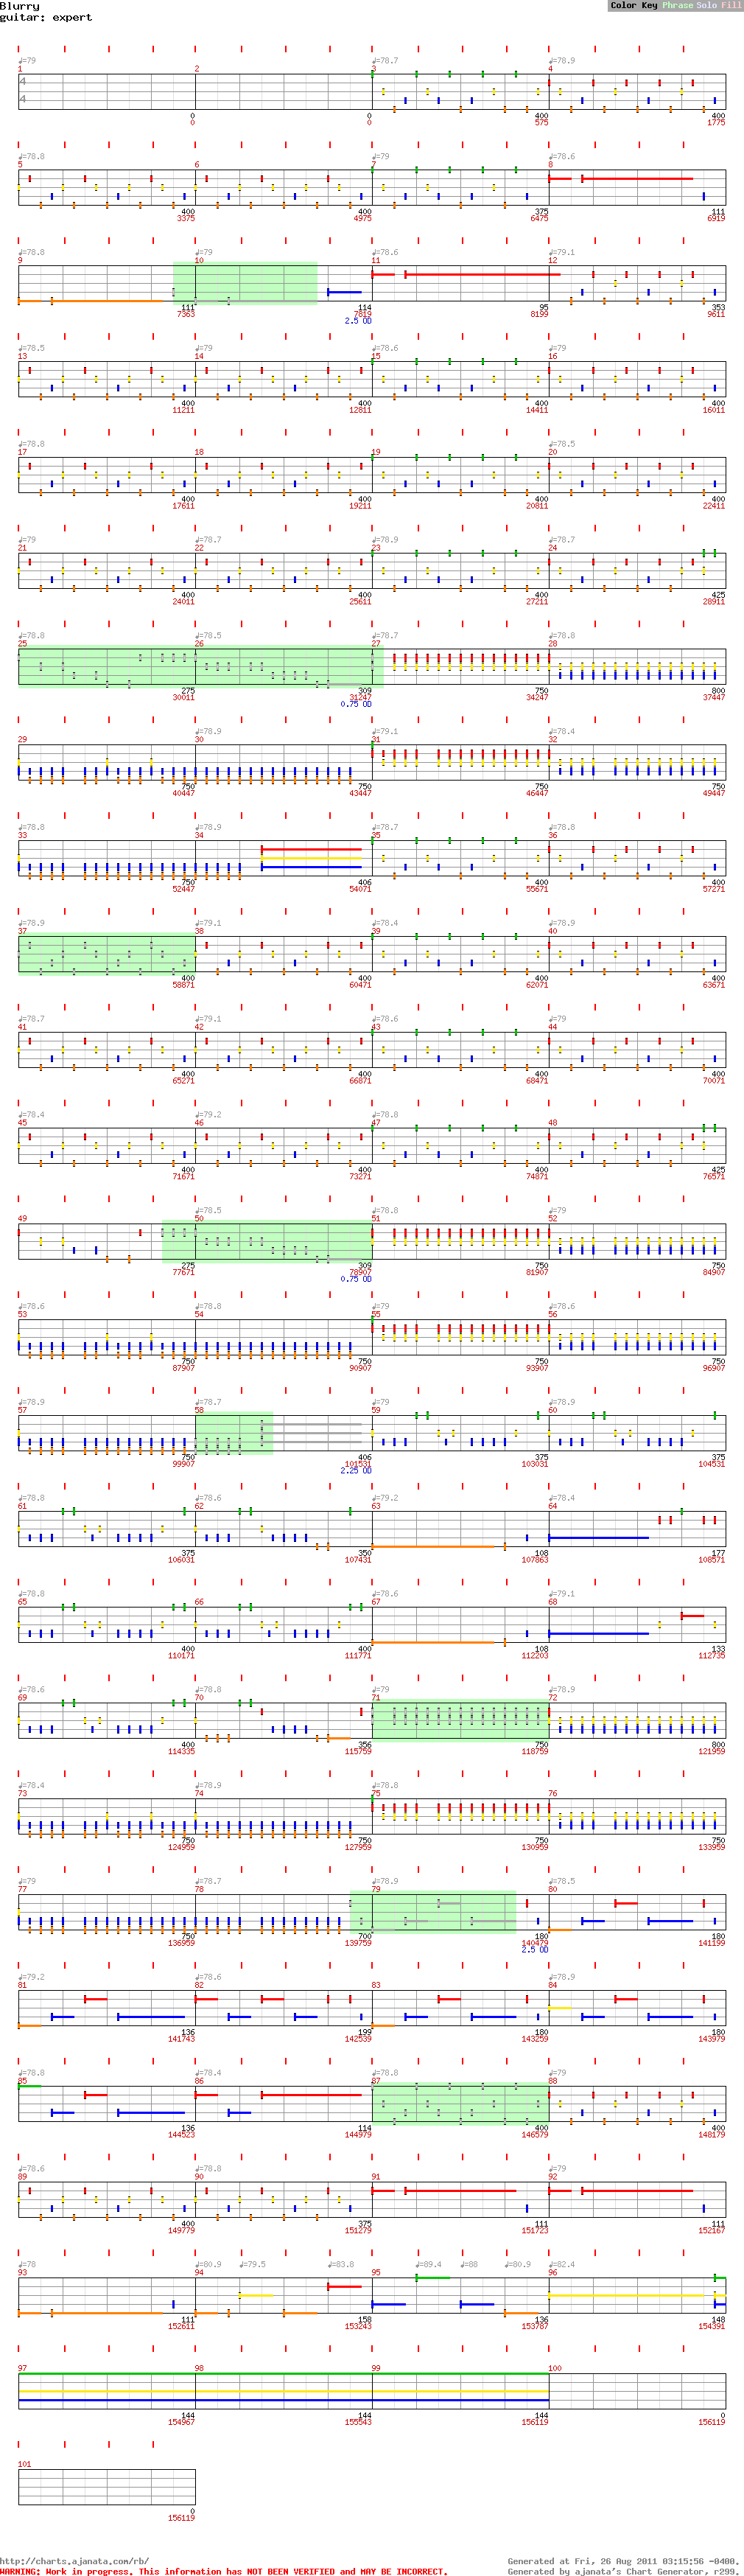 Blurry
guitar: expert
Color Key Phrase Solo Fill
♩=79 ♩=78.7 ♩=78.9
1 2 3 4
4
4
0 0 400 400
0 0 575 1775
♩=78.8 ♩=79 ♩=78.6
5 6 7 8
400 400 375 111
3375 4975 6475 6919
♩=78.8 ♩=79 ♩=78.6 ♩=79.1
9 10 11 12
111 114 95 353
7363 7819 8199 9611
2.5 OD
♩=78.5 ♩=79 ♩=78.6 ♩=79
13 14 15 16
400 400 400 400
11211 12811 14411 16011
♩=78.8 ♩=78.5
17 18 19 20
400 400 400 400
17611 19211 20811 22411
♩=79 ♩=78.7 ♩=78.9 ♩=78.7
21 22 23 24
400 400 400 425
24011 25611 27211 28911
♩=78.8 ♩=78.5 ♩=78.7 ♩=78.8
25 26 27 28
275 309 750 800
30011 31247 34247 37447
0.75 OD
♩=78.9 ♩=79.1 ♩=78.4
29 30 31 32
750 750 750 750
40447 43447 46447 49447
♩=78.8 ♩=78.9 ♩=78.7 ♩=78.8
33 34 35 36
750 406 400 400
52447 54071 55671 57271
♩=78.9 ♩=79.1 ♩=78.4 ♩=78.9
37 38 39 40
400 400 400 400
58871 60471 62071 63671
♩=78.7 ♩=79.1 ♩=78.6 ♩=79
41 42 43 44
400 400 400 400
65271 66871 68471 70071
♩=78.4 ♩=79.2 ♩=78.8
45 46 47 48
400 400 400 425
71671 73271 74871 76571
♩=78.5 ♩=78.8 ♩=79
49 50 51 52
275 309 750 750
77671 78907 81907 84907
0.75 OD
♩=78.6 ♩=78.8 ♩=79 ♩=78.6
53 54 55 56
750 750 750 750
87907 90907 93907 96907
♩=78.9 ♩=78.7 ♩=79 ♩=78.9
57 58 59 60
750 406 375 375
99907 101531 103031 104531
2.25 OD
♩=78.8 ♩=78.6 ♩=79.2 ♩=78.4
61 62 63 64
375 350 108 177
106031 107431 107863 108571
♩=78.8 ♩=78.6 ♩=79.1
65 66 67 68
400 400 108 133
110171 111771 112203 112735
♩=78.6 ♩=78.8 ♩=79 ♩=78.9
69 70 71 72
400 356 750 800
114335 115759 118759 121959
♩=78.4 ♩=78.9 ♩=78.8
73 74 75 76
750 750 750 750
124959 127959 130959 133959
♩=79 ♩=78.7 ♩=78.9 ♩=78.5
77 78 79 80
750 700 180 180
136959 139759 140479 141199
2.5 OD
♩=79.2 ♩=78.6 ♩=78.9
81 82 83 84
136 199 180 180
141743 142539 143259 143979
♩=78.8 ♩=78.4 ♩=78.8 ♩=79
85 86 87 88
136 114 400 400
144523 144979 146579 148179
♩=78.6 ♩=78.8 ♩=79
89 90 91 92
400 375 111 111
149779 151279 151723 152167
♩=78 ♩=80.9 ♩=79.5 ♩=83.8 ♩=89.4 ♩=88 ♩=80.9 ♩=82.4
93 94 95 96
111 158 136 148
152611 153243 153787 154391
97 98 99 100
144 144 144 0
154967 155543 156119 156119
101
0
156119
http://charts.ajanata.com/rb/ Generated at Fri, 26 Aug 2011 03:15:56 -0400.
WARNING: Work in progress. This information has NOT BEEN VERIFIED and MAY BE INCORRECT. Generated by ajanata's Chart Generator, r299.